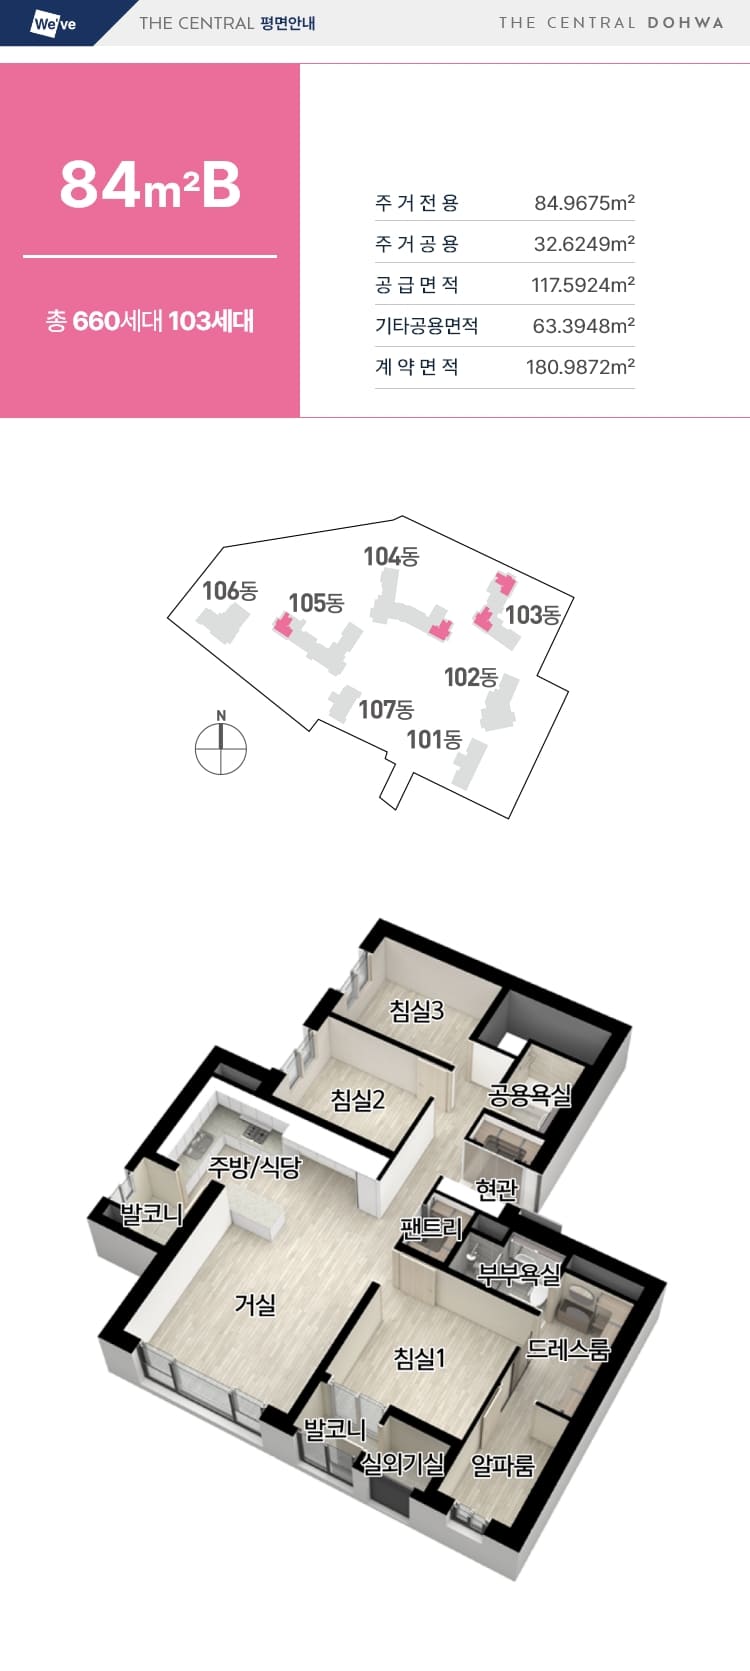 We've THE CENTRAL 평면안내 THE CENTRAL DOHWA
84m²B
총 660세대 103세대
주거전용 84.9675m²
주거공용 32.6249m²
공급면적 117.5924m²
기타공용면적 63.3948m²
계약면적 180.9872m²
104동
106동
105동
103동
102동
107동
101동
N
침실3
침실2
공용욕실
주방/식당
현관
발코니
팬트리
부부욕실
거실
드레스룸
침실1
발코니
실외기실
알파룸